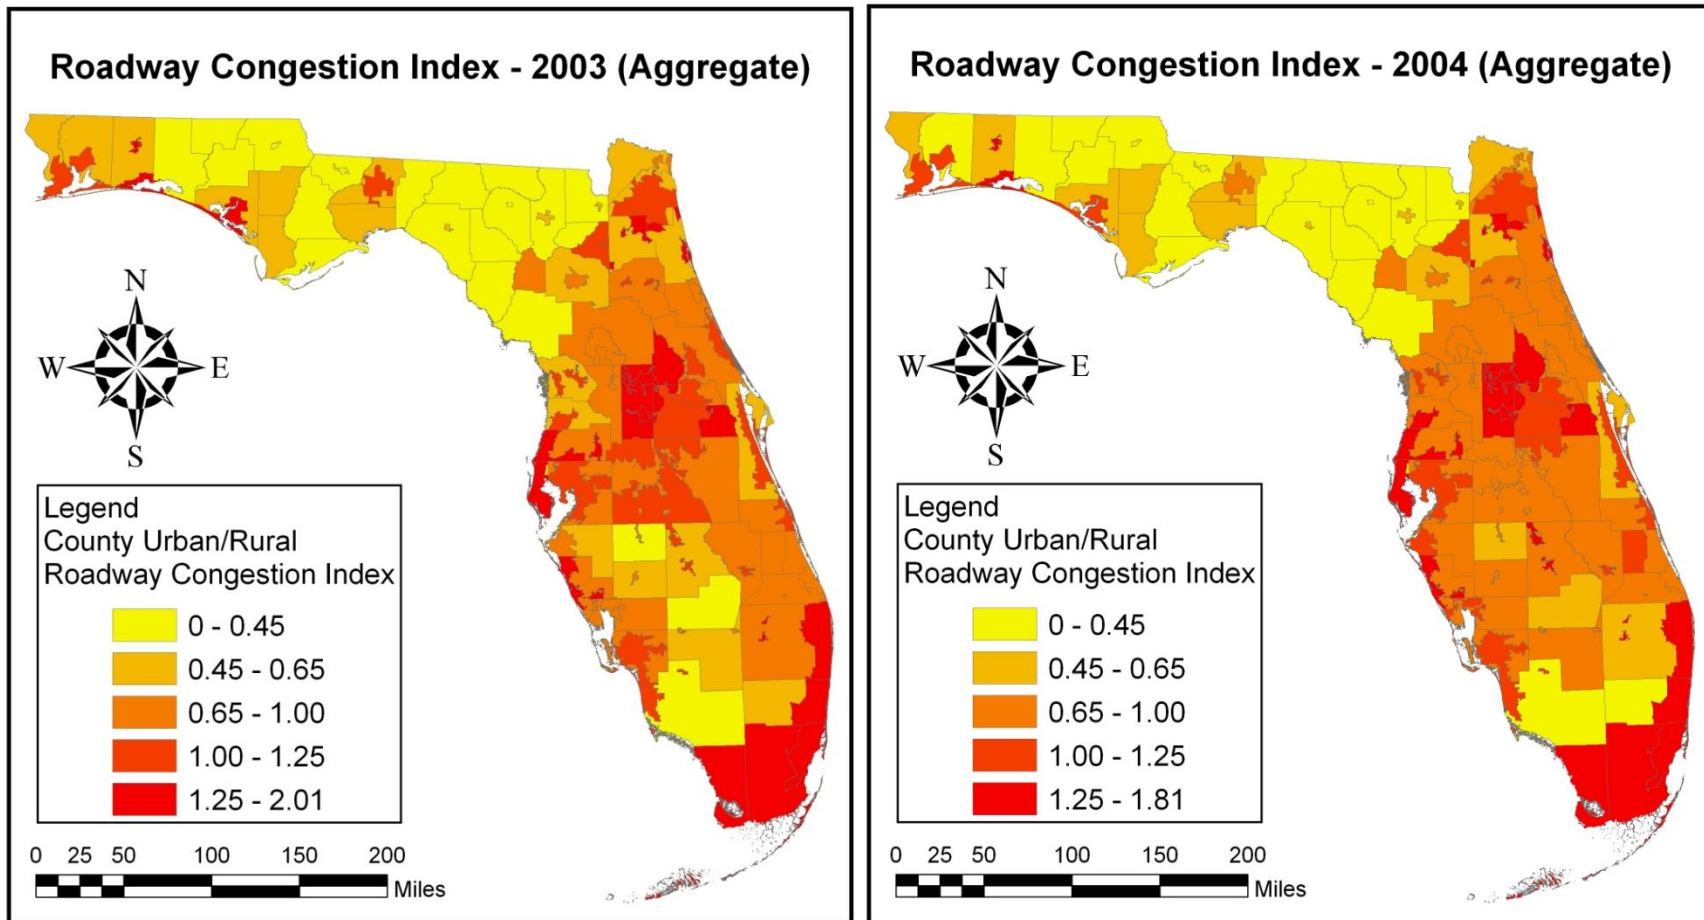 Roadway Congestion Index - 2003 (Aggregate)
N
W
E
S
Legend
County Urban/Rural
Roadway Congestion Index
0 - 0.45
0.45 - 0.65
0.65 - 1.00
1.00 - 1.25
1.25 - 2.01
0 25 50 100 150 200
Miles
Roadway Congestion Index - 2004 (Aggregate)
N
W
E
S
Legend
County Urban/Rural
Roadway Congestion Index
0 - 0.45
0.45 - 0.65
0.65 - 1.00
1.00 - 1.25
1.25 - 1.81
0 25 50 100 150 200
Miles